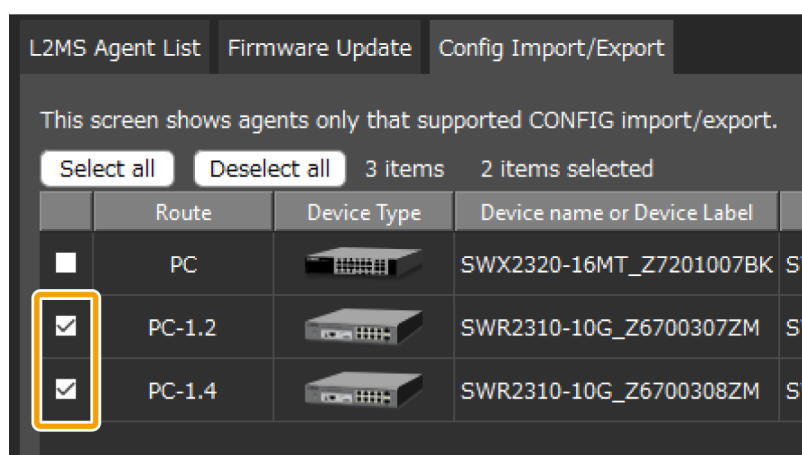 L2MS Agent List Firmware Update Config Import/Export
This screen shows agents only that supported CONFIG import/export.
Select all Deselect all 3 items 2 items selected
Route Device Type Device name or Device Label
PC SWX2320-16MT_Z7201007BK S
PC-1.2 SWR2310-10G_Z6700307ZM S
PC-1.4 SWR2310-10G_Z6700308ZM S